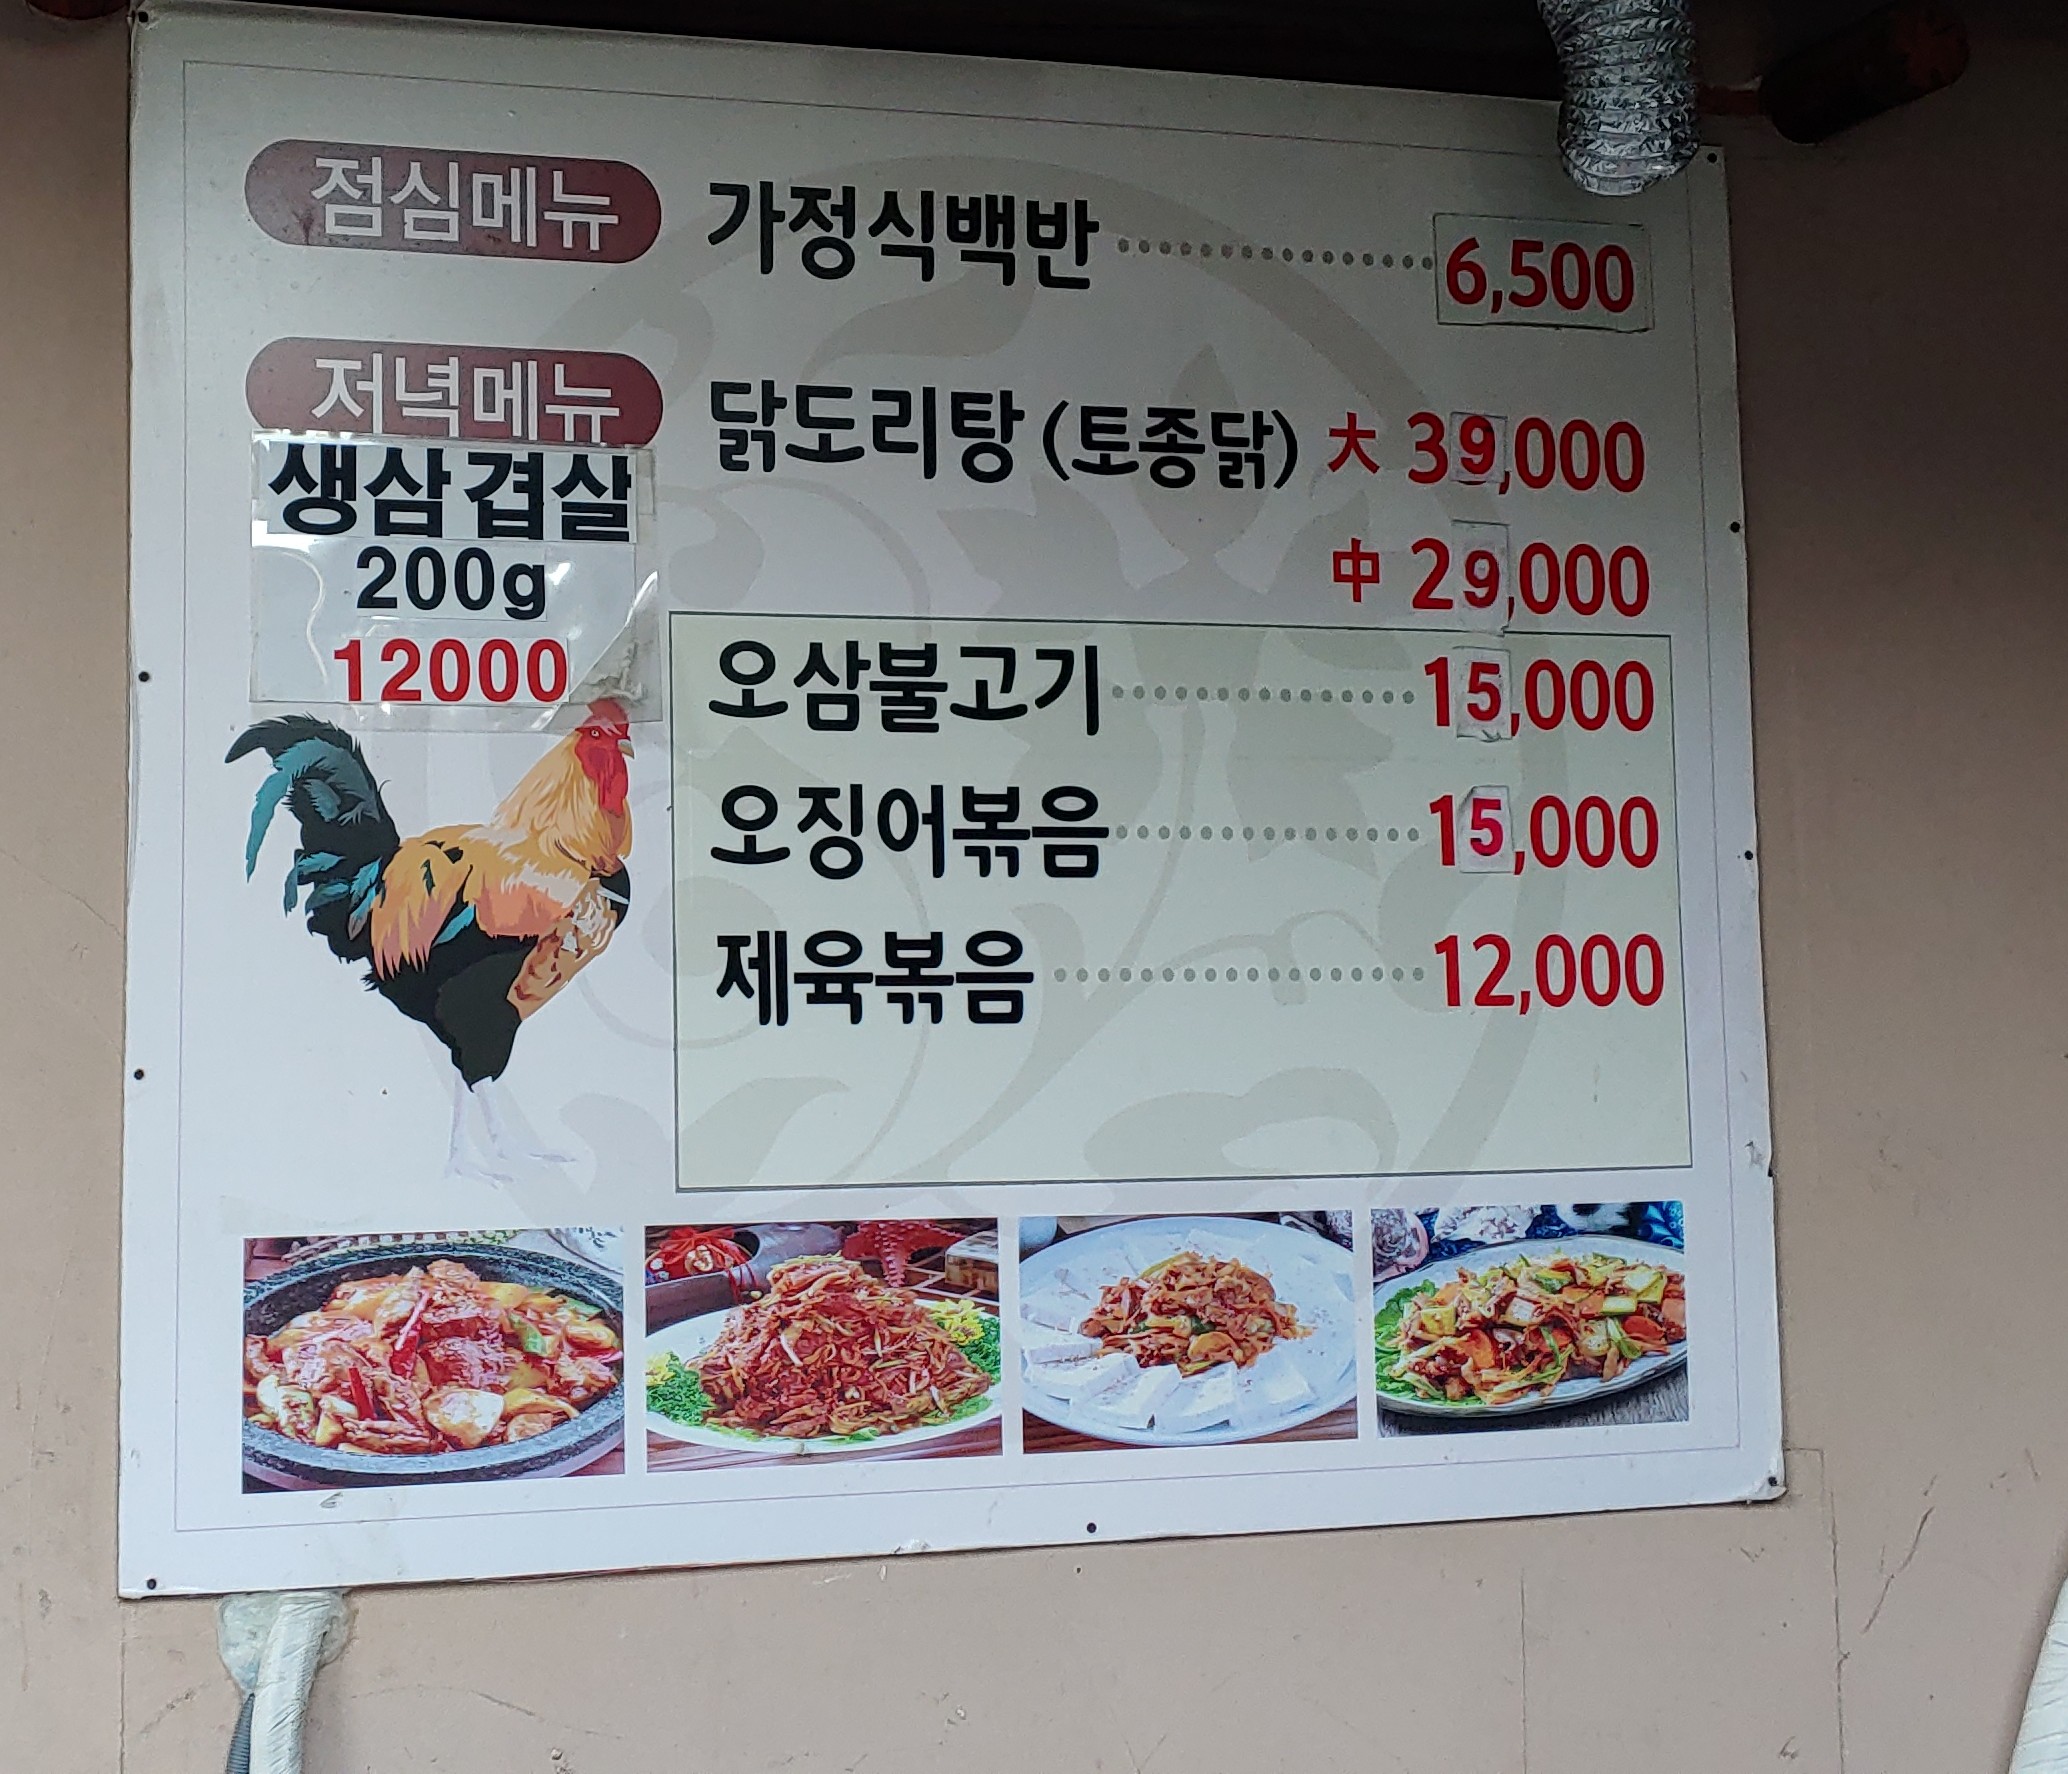 점심메뉴 가정식백반 6,500
저녁메뉴 닭도리탕 (토종닭) 大 39,000
생삼겹살
200g
12000
中 29,000
오삼불고기 15,000
오징어볶음 15,000
제육볶음 12,000